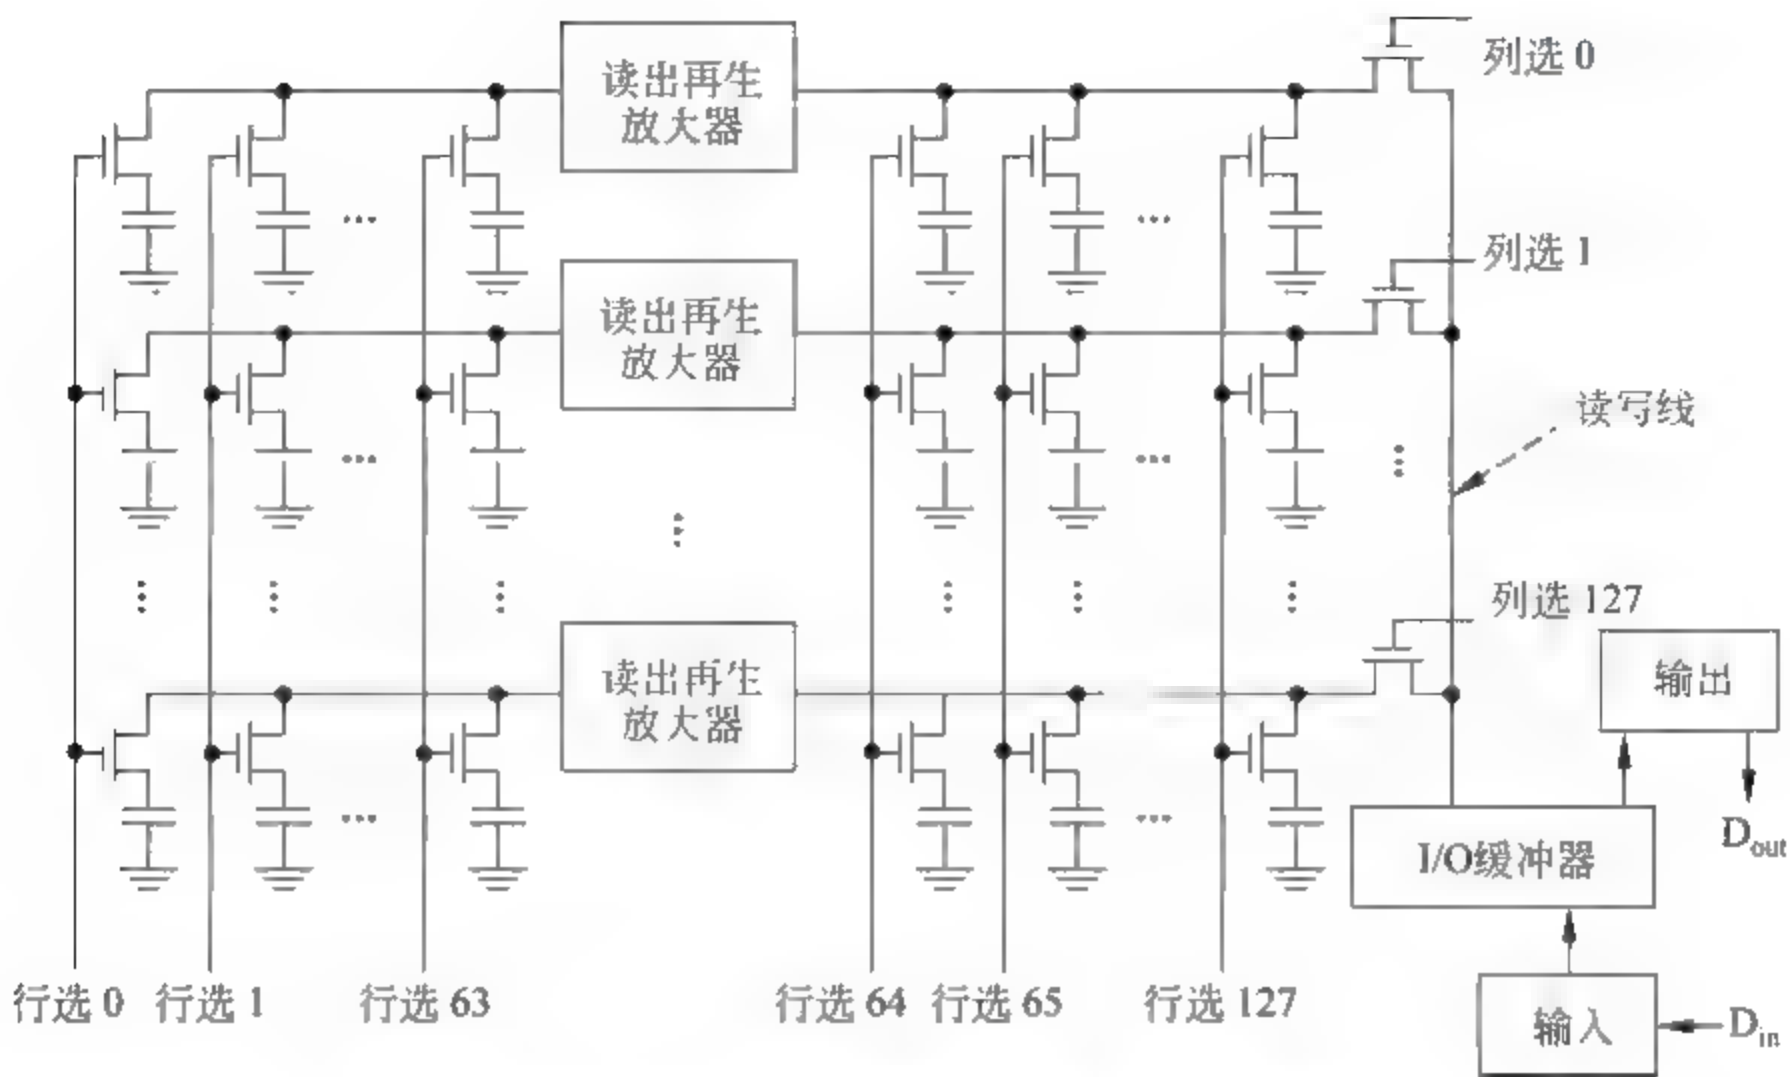 读出再生
放大器
列选 0
读出再生
放大器
列选 1
读写线
读出再生
放大器
列选 127
输出
D_out
I/O缓冲器
行选 0
行选 1
行选 63
行选 64
行选 65
行选 127
输入
D_in